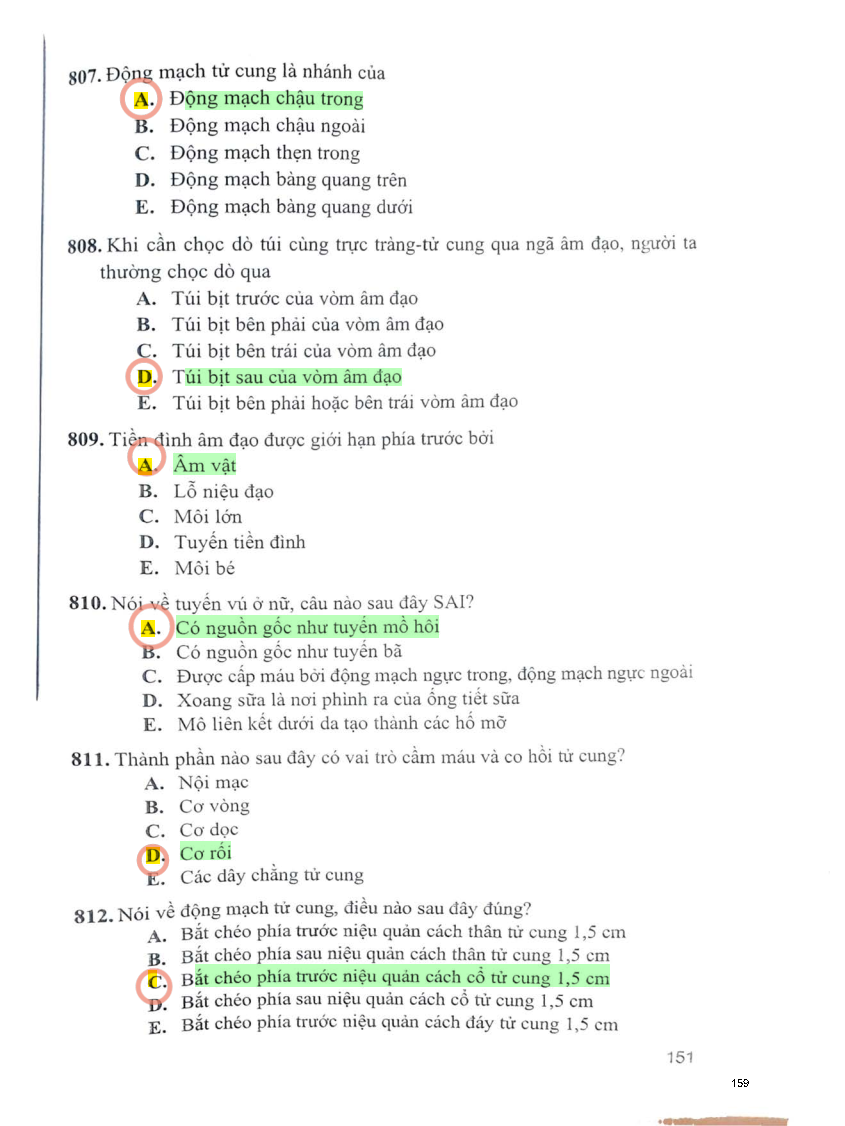 807. Động mạch tử cung là nhánh của
A. Động mạch chậu trong
B. Động mạch chậu ngoài
C. Động mạch thẹn trong
D. Động mạch bàng quang trên
E. Động mạch bàng quang dưới
808. Khi cần chọc dò túi cùng trực tràng-tử cung qua ngã âm đạo, người ta
thường chọc dò qua
A. Túi bịt trước của vòm âm đạo
B. Túi bịt bên phải của vòm âm đạo
C. Túi bịt bên trái của vòm âm đạo
D. Túi bịt sau của vòm âm đạo
E. Túi bịt bên phải hoặc bên trái vòm âm đạo
809. Tiền đình âm đạo được giới hạn phía trước bởi
A. Âm vật
B. Lỗ niệu đạo
C. Môi lớn
D. Tuyến tiền đình
E. Môi bé
810. Nói về tuyến vú ở nữ, câu nào sau đây SAI?
A. Có nguồn gốc như tuyến mồ hôi
B. Có nguồn gốc như tuyến bã
C. Được cấp máu bởi động mạch ngực trong, động mạch ngực ngoài
D. Xoang sữa là nơi phình ra của ống tiết sữa
E. Mô liên kết dưới da tạo thành các hố mỡ
811. Thành phần nào sau đây có vai trò cầm máu và co hồi tử cung?
A. Nội mạc
B. Cơ vòng
C. Cơ dọc
D. Cơ rối
E. Các dây chằng tử cung
812. Nói về động mạch tử cung, điều nào sau đây đúng?
A. Bắt chéo phía trước niệu quản cách thân tử cung 1,5 cm
B. Bắt chéo phía sau niệu quản cách thân tử cung 1,5 cm
C. Bắt chéo phía trước niệu quản cách cổ tử cung 1,5 cm
D. Bắt chéo phía sau niệu quản cách cổ tử cung 1,5 cm
E. Bắt chéo phía trước niệu quản cách đáy tử cung 1,5 cm
151
159